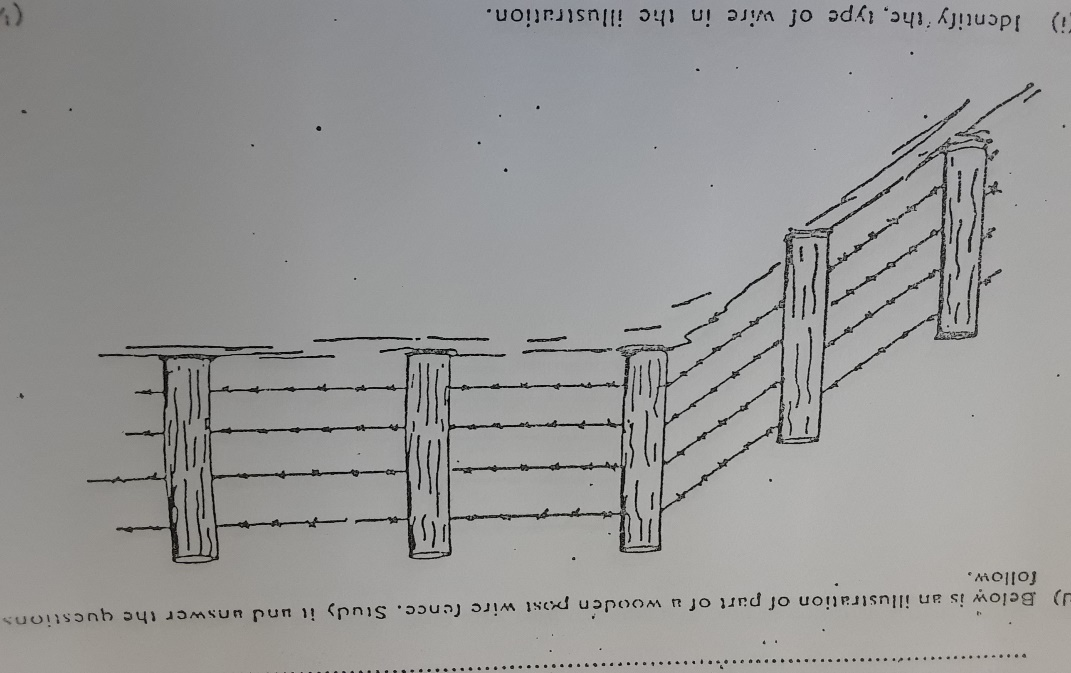 d) Below is an illustration of part of a wooden post wire fence. Study it and answer the questions
follow.
(i) Identify the type of wire in the illustration.